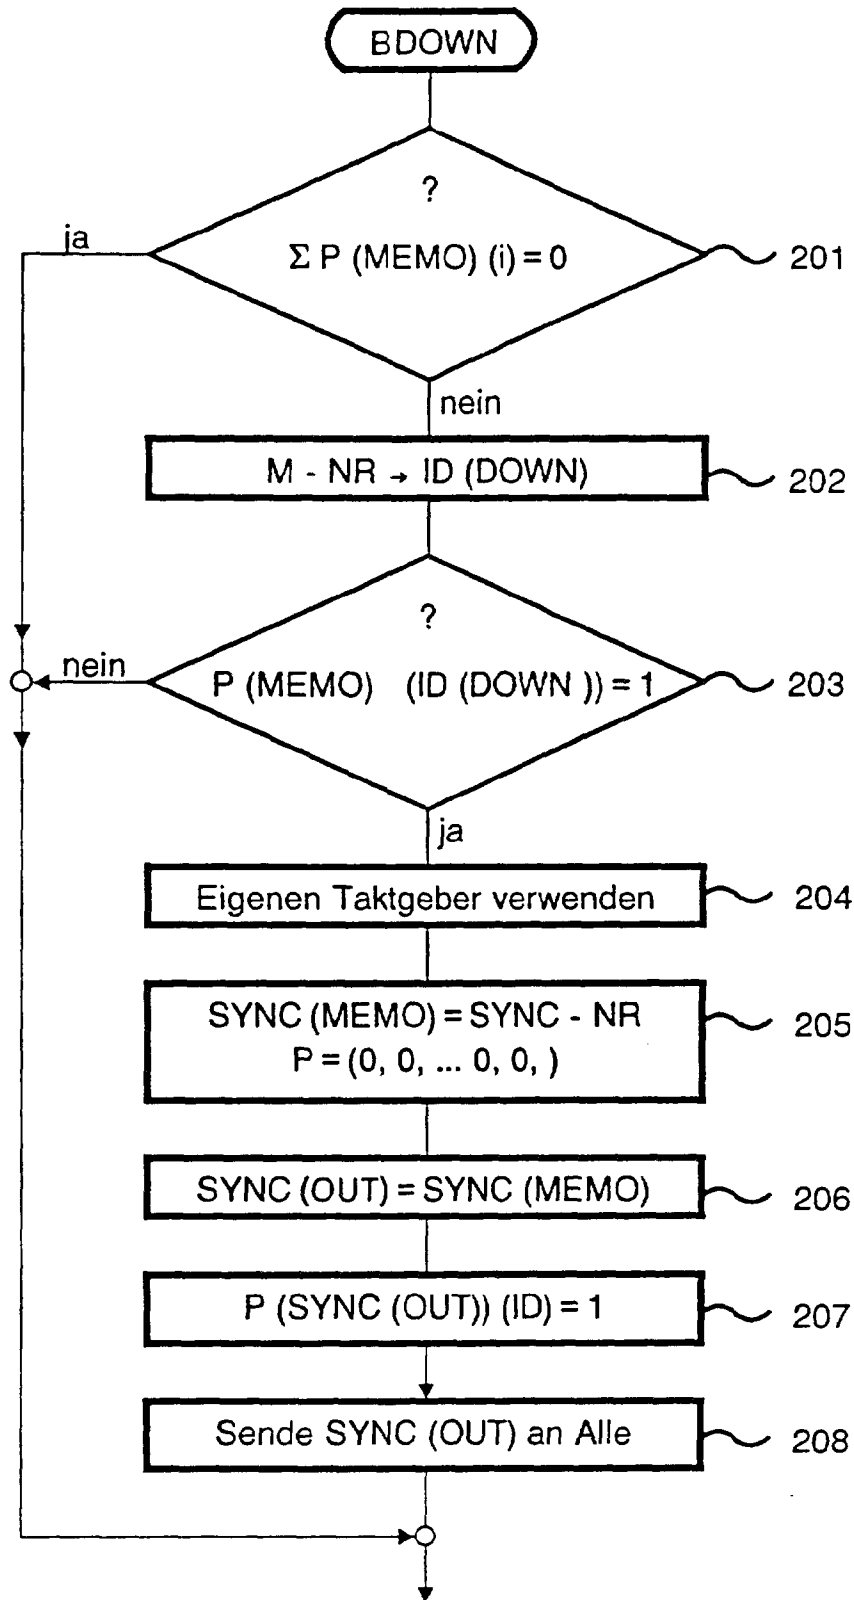 BDOWN
?
Σ P (MEMO) (i) = 0
201
ja
nein
M - NR → ID (DOWN)
202
?
P (MEMO) (ID (DOWN )) = 1
203
nein
ja
Eigenen Taktgeber verwenden
204
SYNC (MEMO) = SYNC - NR
P = (0, 0, ... 0, 0, )
205
SYNC (OUT) = SYNC (MEMO)
206
P (SYNC (OUT)) (ID) = 1
207
Sende SYNC (OUT) an Alle
208